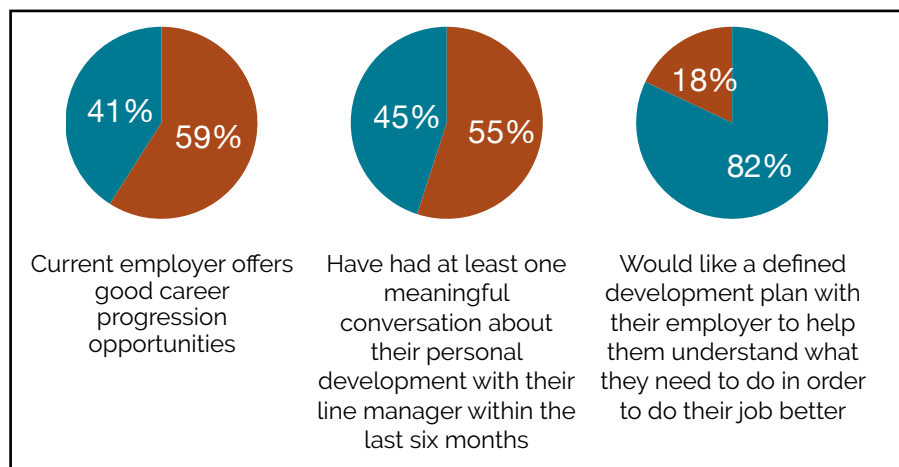 41%
59%
45%
55%
18%
82%
Current employer offers
good career
progression
opportunities
Have had at least one
meaningful
conversation about
their personal
development with their
line manager within the
last six months
Would like a defined
development plan with
their employer to help
them understand what
they need to do in order
to do their job better